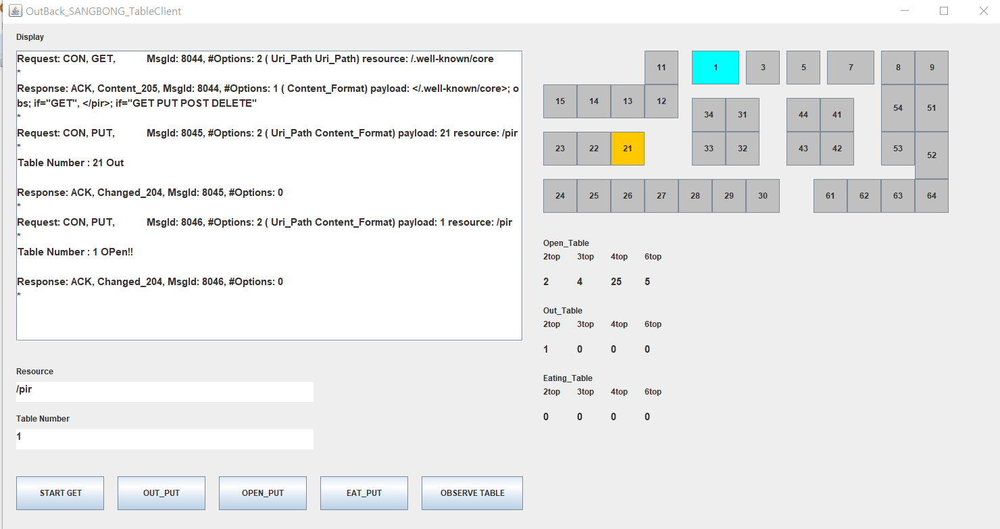 OutBack_SANGBONG_TableClient
Display
Request: CON, GET, MsgId: 8044, #Options: 2 ( Uri_Path Uri_Path) resource: /.well-known/core
*
Response: ACK, Content_205, MsgId: 8044, #Options: 1 ( Content_Format) payload: </.well-known/core>; o
bs; if="GET", </pir>; if="GET PUT POST DELETE"
*
Request: CON, PUT, MsgId: 8045, #Options: 2 ( Uri_Path Content_Format) payload: 21 resource: /pir
*
Table Number : 21 Out
Response: ACK, Changed_204, MsgId: 8045, #Options: 0
*
Request: CON, PUT, MsgId: 8046, #Options: 2 ( Uri_Path Content_Format) payload: 1 resource: /pir
*
Table Number : 1 OPen!!
Response: ACK, Changed_204, MsgId: 8046, #Options: 0
*
Resource
/pir
Table Number
1
START GET OUT_PUT OPEN_PUT EAT_PUT OBSERVE TABLE
11 1 3 5 7 8 9
15 14 13 12
34 31 44 41 54 51
23 22 21 33 32 43 42 53 52
24 25 26 27 28 29 30 61 62 63 64
Open_Table
2top 3top 4top 6top
2 4 25 5
Out_Table
2top 3top 4top 6top
1 0 0 0
Eating_Table
2top 3top 4top 6top
0 0 0 0